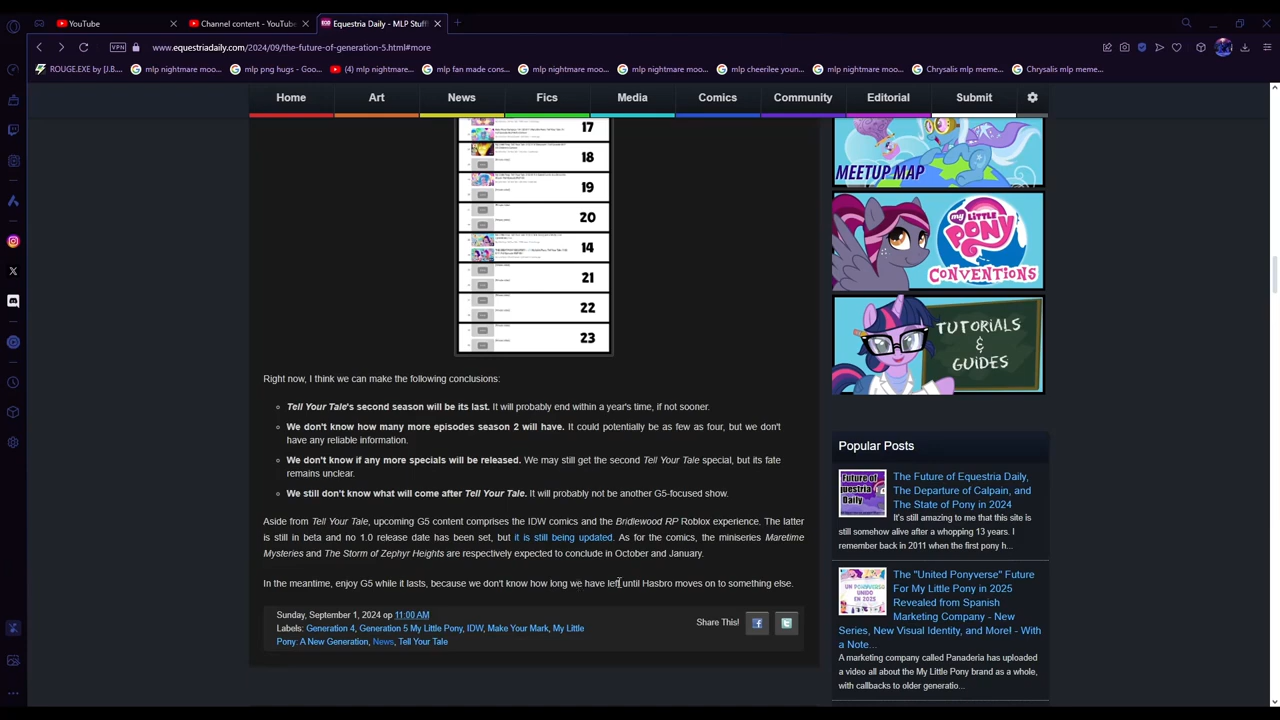 YouTube
Channel content - YouTube
Equestria Daily - MLP Stuff
VPN
www.equestriadaily.com/2024/09/the-future-of-generation-5.html#more
ROUGE.EXE by [J.B....
mlp nightmare moo...
mlp png hugs - Goo...
(4) mlp nightmare...
mlp fan made cons...
mlp nightmare moo...
mlp nightmare moo...
mlp cheerilee youn...
mlp nightmare moo...
Chrysalis mlp meme...
Chrysalis mlp meme...
Home
Art
News
Fics
Media
Comics
Community
Editorial
Submit
17
18
19
20
14
21
22
23
Right now, I think we can make the following conclusions:
Tell Your Tale's second season will be its last. It will probably end within a year's time, if not sooner.
We don't know how many more episodes season 2 will have. It could potentially be as few as four, but we don't
have any reliable information.
We don't know if any more specials will be released. We may still get the second Tell Your Tale special, but its fate
remains unclear.
We still don't know what will come after Tell Your Tale. It will probably not be another G5-focused show.
Aside from Tell Your Tale, upcoming G5 content comprises the IDW comics and the Bridlewood RP Roblox experience. The latter
is still in beta and no 1.0 release date has been set, but it is still being updated. As for the comics, the miniseries Maretime
Mysteries and The Storm of Zephyr Heights are respectively expected to conclude in October and January.
In the meantime, enjoy G5 while it lasts, because we don't know how long we have left until Hasbro moves on to something else.
Sunday, September 1, 2024 op 11:00 AM
Labels: Generation 4, Generation 5 My Little Pony, IDW, Make Your Mark, My Little
Pony: A New Generation, News, Tell Your Tale
Share This!
MEETUP MAP
my LITTLE
PONY
CONVENTIONS
TUTORIALS
&
GUIDES
Popular Posts
Future of
Equestria
Daily
The Future of Equestria Daily,
The Departure of Calpain, and
The State of Pony in 2024
It's still amazing to me that this site is
still somehow alive after a whopping 13 years. I
remember back in 2011 when the first pony h...
UN PONYVERSO
UNIDO
EN 2025
The "United Ponyverse" Future
For My Little Pony in 2025
Revealed from Spanish
Marketing Company - New
Series, New Visual Identity, and More! - With
a Note...
A marketing company called Panaderia has uploaded
a video all about the My Little Pony brand as a whole,
with callbacks to older generatio...